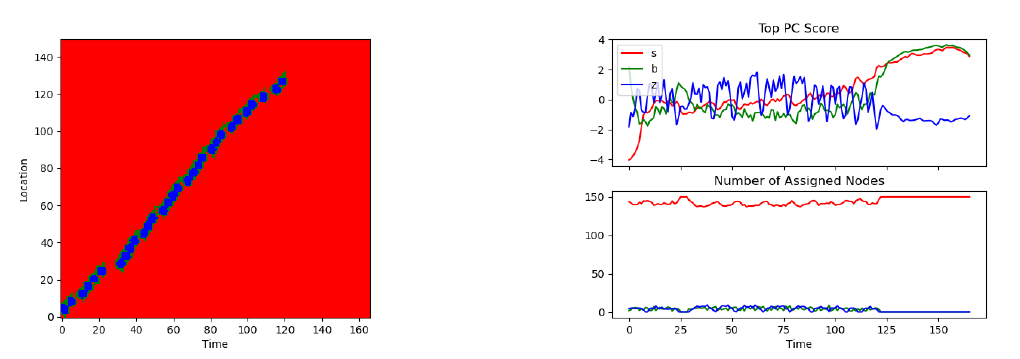 140
120
100
80
60
40
20
0
Location
0 20 40 60 80 100 120 140 160
Time
Top PC Score
4
2
0
−2
−4
s
b
z
Number of Assigned Nodes
150
100
50
0
0 25 50 75 100 125 150
Time